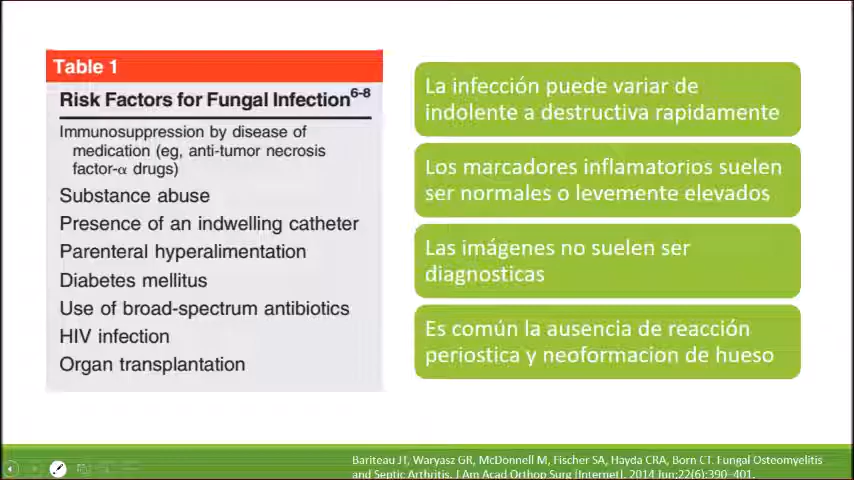 Table 1
Risk Factors for Fungal Infection6-8
Immunosuppression by disease of
medication (eg, anti-tumor necrosis
factor-α drugs)
Substance abuse
Presence of an indwelling catheter
Parenteral hyperalimentation
Diabetes mellitus
Use of broad-spectrum antibiotics
HIV infection
Organ transplantation
La infección puede variar de
indolente a destructiva rapidamente
Los marcadores inflamatorios suelen
ser normales o levemente elevados
Las imágenes no suelen ser
diagnosticas
Es común la ausencia de reacción
periostica y neoformacion de hueso
Bariteau JT, Waryasz GR, McDonnell M, Fischer SA, Hayda CRA, Born CT. Fungal Osteomyelitis
and Septic Arthritis. J Am Acad Orthop Surg [Internet]. 2014 Jun;22(6):390–401.